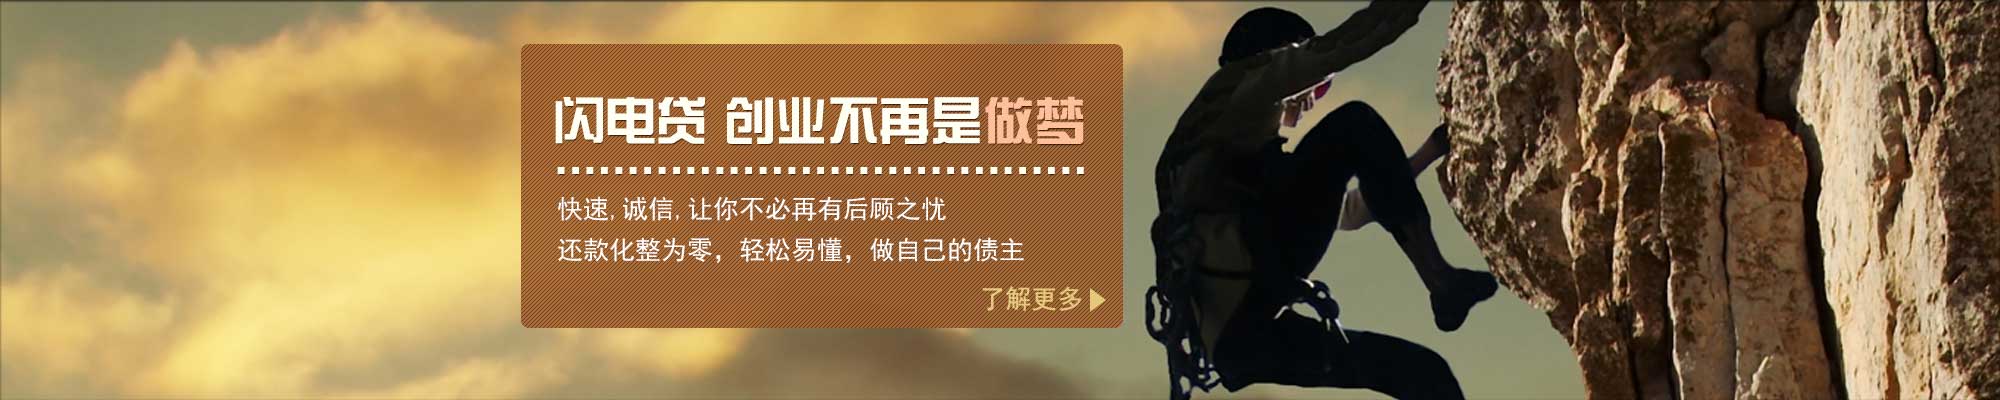 闪电贷 创业不再是做梦
快速,诚信,让你不必再有后顾之忧
还款化整为零，轻松易懂，做自己的债主
了解更多